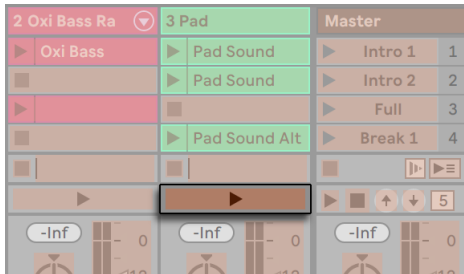 2 Oxi Bass Ra 3 Pad Master
Oxi Bass Pad Sound Intro 1 1
Pad Sound Intro 2 2
Full 3
Pad Sound Alt Break 1 4
5
-Inf 0 -Inf 0 -Inf 0